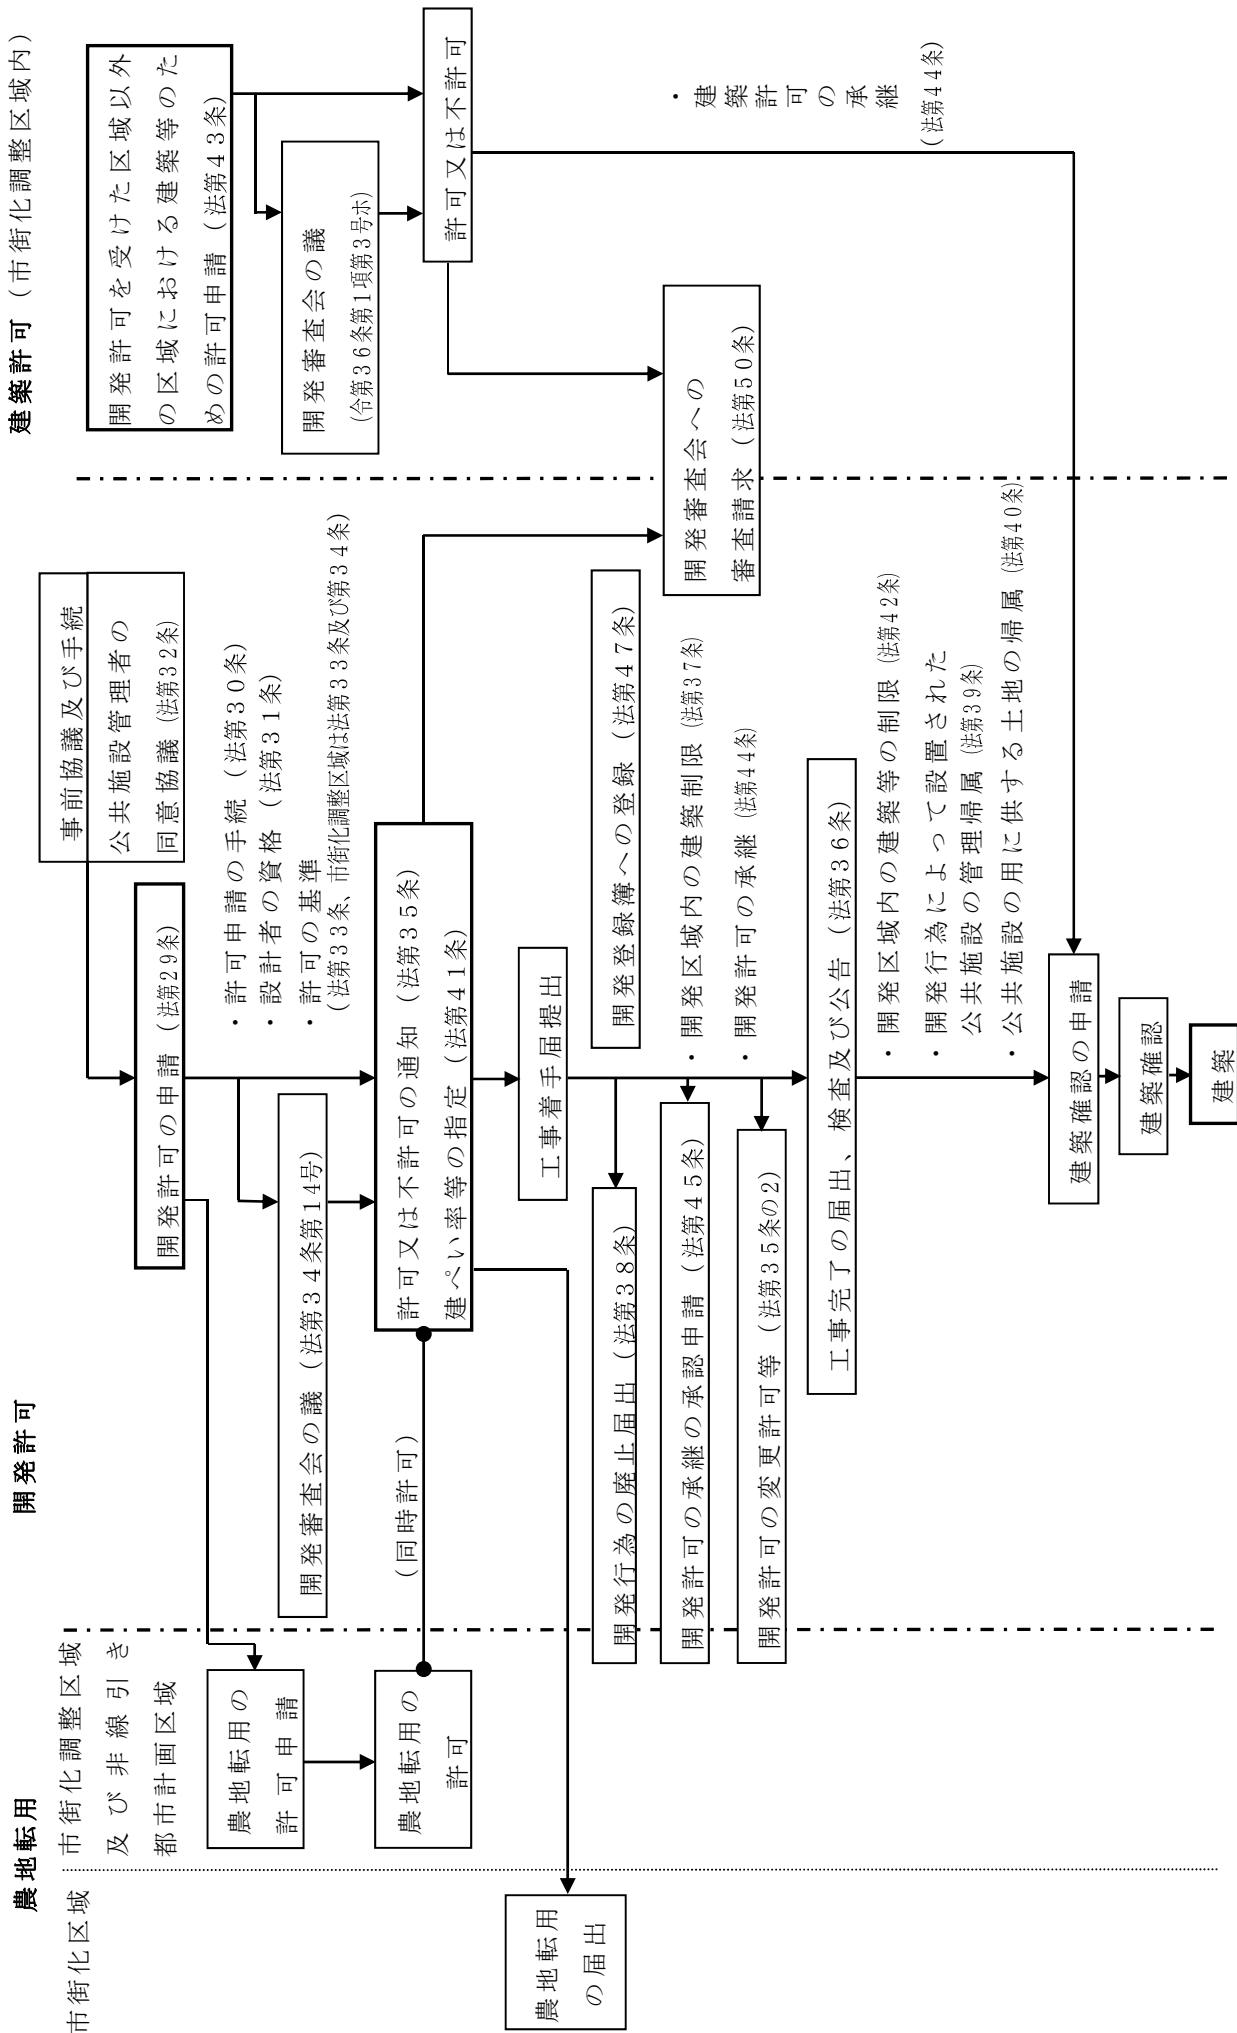 農地転用
市街化区域
市街化調整区域
及び非線引き
都市計画区域
農地転用の
許可申請
農地転用の
許可
農地転用
の届出
開発許可
事前協議及び手続
公共施設管理者の
同意協議 (法第32条)
開発許可の申請 (法第29条)
・許可申請の手続（法第３０条）
・設計者の資格（法第３１条）
・許可の基準
（法第３３条、市街化調整区域は法第３３条及び第３４条）
開発審査会の議（法第３４条第14号）
許可又は不許可の通知（法第３５条）
建ぺい率等の指定（法第４１条）
（同時許可）
工事着手届提出
開発登録簿への登録（法第４７条）
・開発区域内の建築制限 (法第３７条)
・開発許可の承継 (法第４４条)
開発行為の廃止届出（法第３８条）
開発許可の承継の承認申請（法第４５条）
開発許可の変更許可等（法第３５条の2）
工事完了の届出、検査及び公告（法第３６条）
・開発区域内の建築等の制限 (法第４２条)
・開発行為によって設置された
公共施設の管理帰属 (法第３９条)
・公共施設の用に供する土地の帰属 (法第４０条)
建築確認の申請
建築確認
建築
建築許可（市街化調整区域内）
開発許可を受けた区域以外
の区域における建築等のた
めの許可申請（法第４３条）
開発審査会の議
(令第３６条第１項第３号ホ)
許可又は不許可
開発審査会への
審査請求（法第５０条）
・建築許可の承継
(法第４４条)